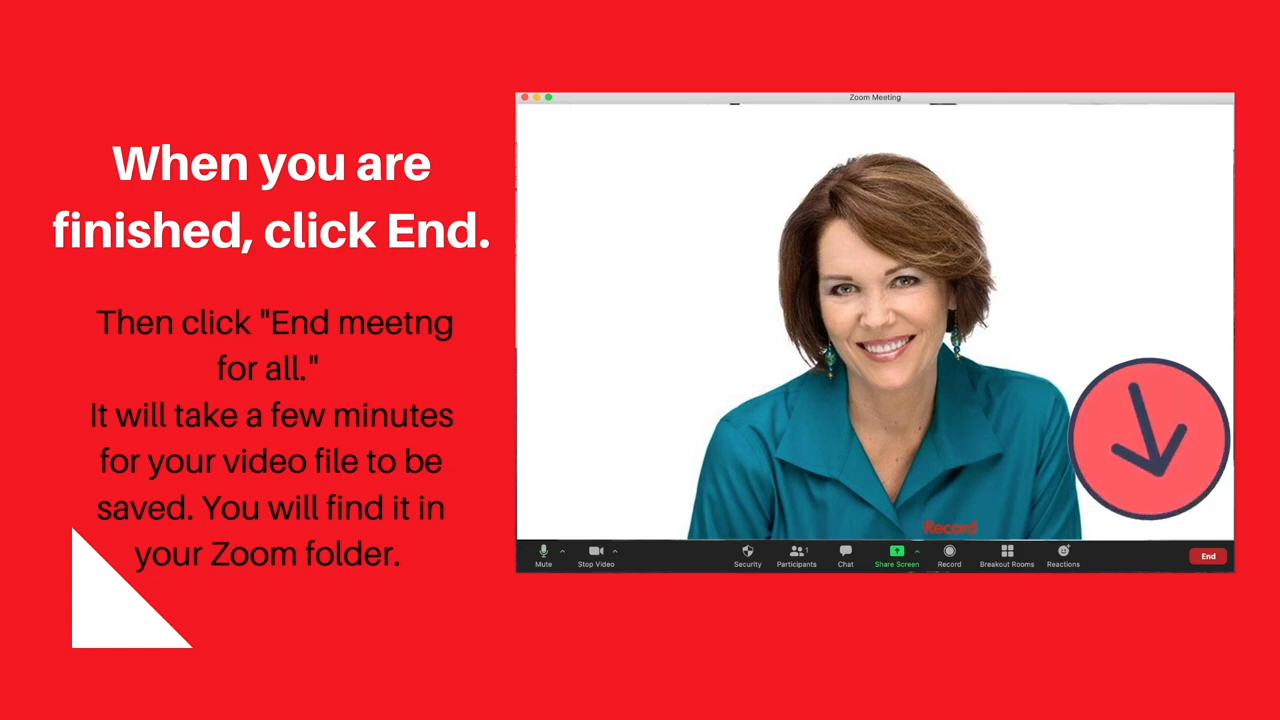 When you are
finished, click End.
Then click "End meetng
for all."
It will take a few minutes
for your video file to be
saved. You will find it in
your Zoom folder.
Zoom Meeting
Record
Mute
Stop Video
Security
Participants
1
Chat
Share Screen
Record
Breakout Rooms
Reactions
End